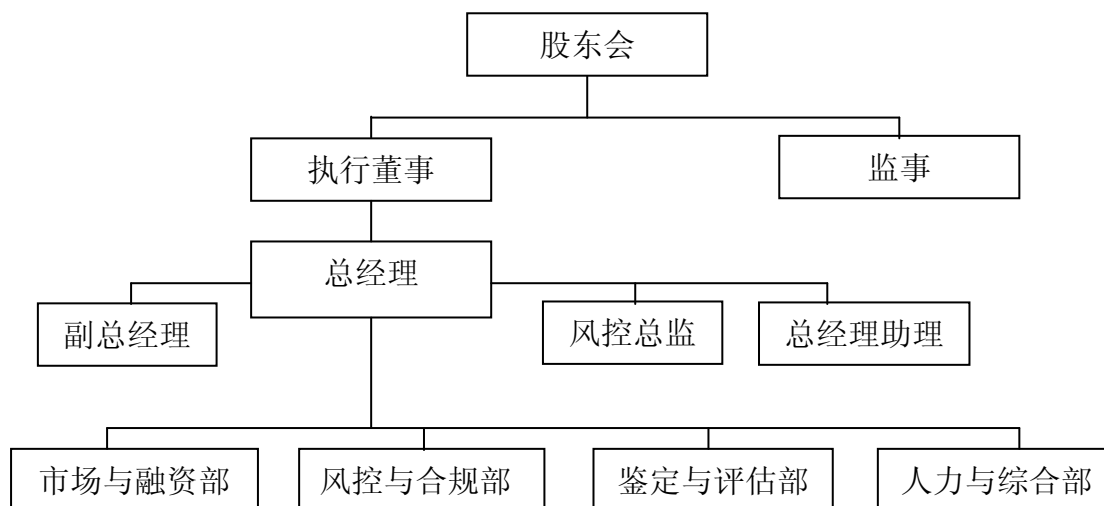 股东会
执行董事
监事
总经理
副总经理
风控总监
总经理助理
市场与融资部
风控与合规部
鉴定与评估部
人力与综合部